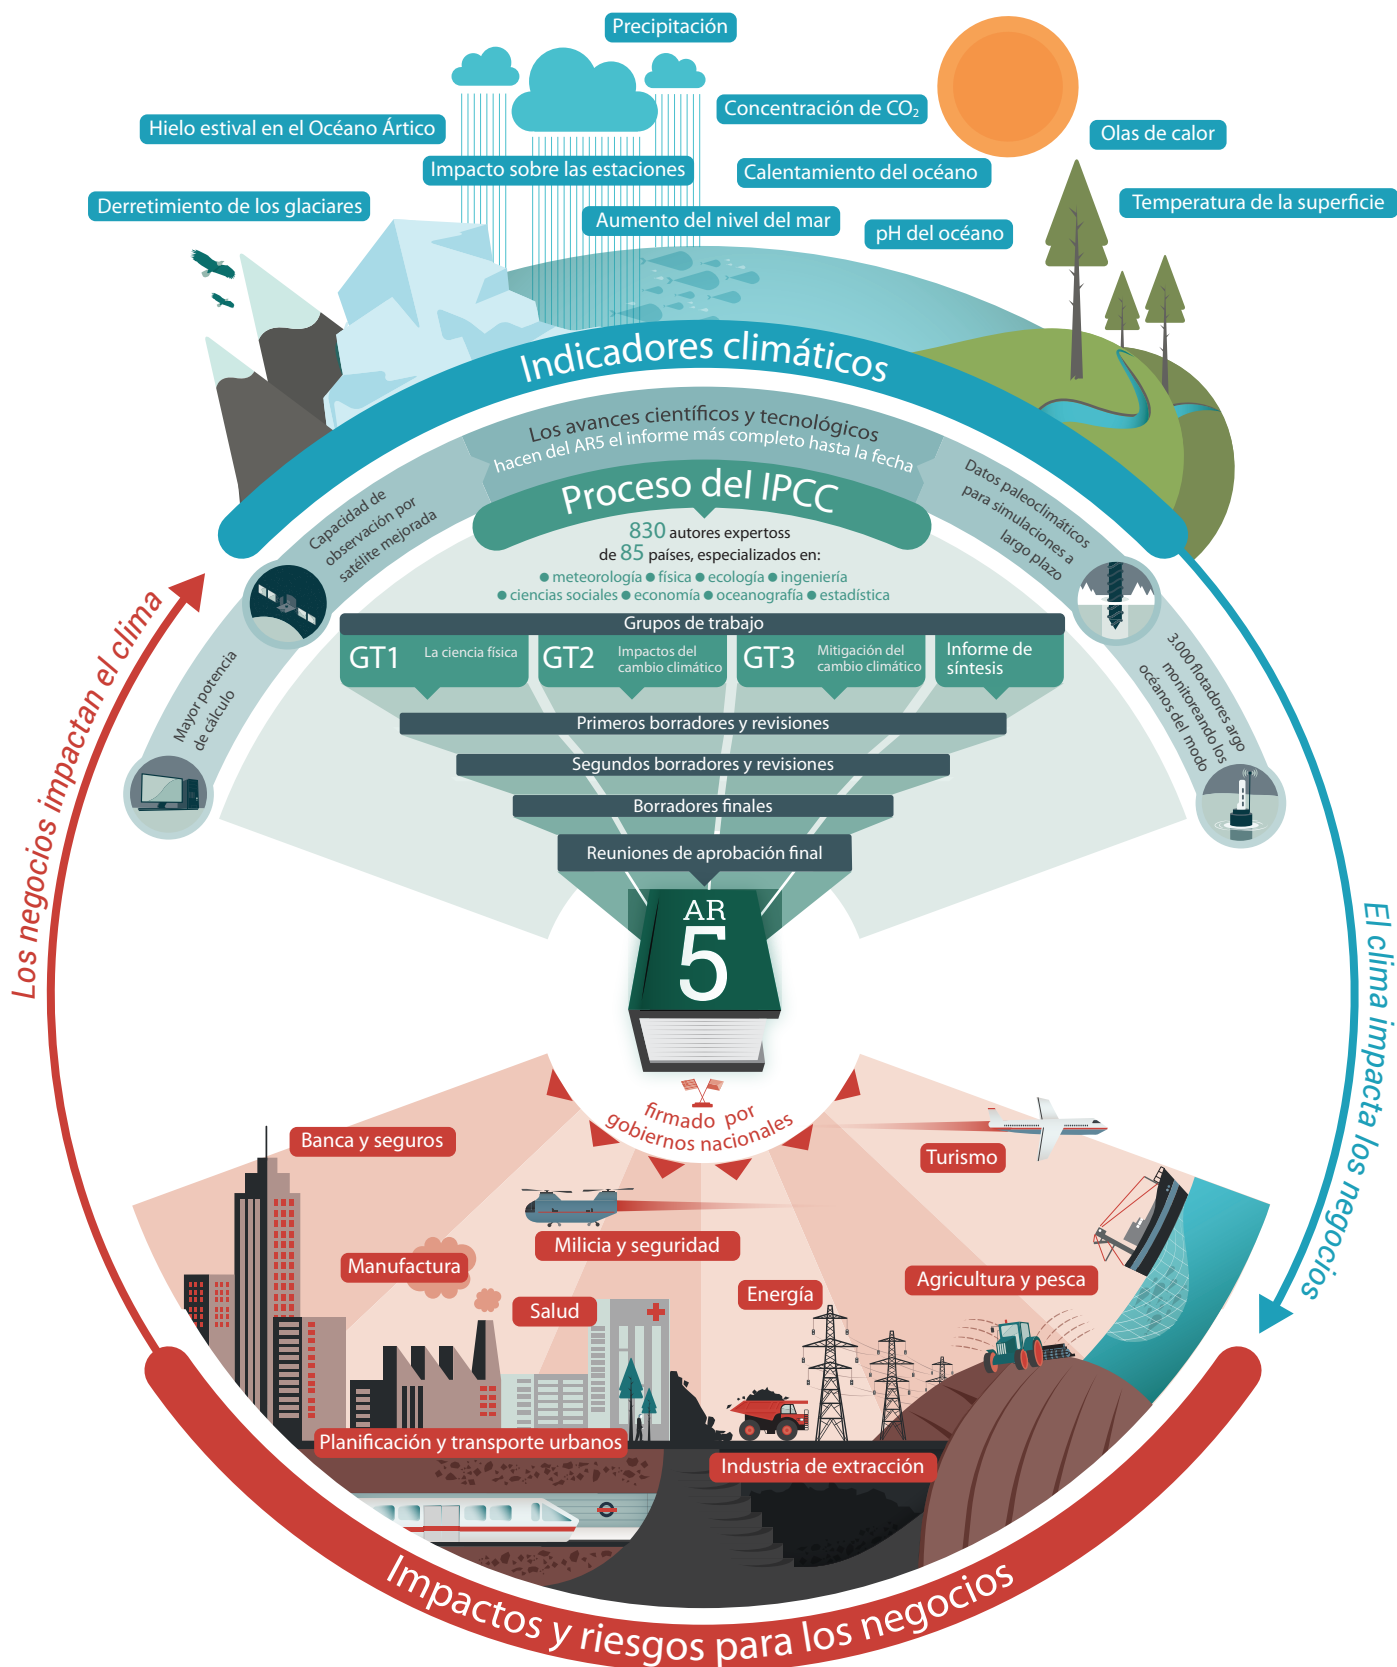 Precipitación
Concentración de CO₂
Hielo estival en el Océano Ártico
Olas de calor
Impacto sobre las estaciones
Calentamiento del océano
Derretimiento de los glaciares
Temperatura de la superficie
Aumento del nivel del mar
pH del océano
Indicadores climáticos
Los avances científicos y tecnológicos
hacen del AR5 el informe más completo hasta la fecha
Proceso del IPCC
Capacidad de
observación por
satélite mejorada
Datos paleoclimáticos
para simulaciones a
largo plazo
830 autores expertoss
de 85 países, especializados en:
● meteorología ● física ● ecología ● ingeniería
● ciencias sociales ● economía ● oceanografía ● estadística
Mayor potencia
de cálculo
3.000 flotadores argo
monitoreando los
océanos del modo
Grupos de trabajo
GT1 La ciencia física
GT2 Impactos del
cambio climático
GT3 Mitigación del
cambio climático
Informe de
síntesis
Primeros borradores y revisiones
Segundos borradores y revisiones
Borradores finales
Reuniones de aprobación final
AR
5
Los negocios impactan el clima
El clima impacta los negocios
firmado por
gobiernos nacionales
Banca y seguros
Turismo
Milicia y seguridad
Manufactura
Agricultura y pesca
Energía
Salud
Planificación y transporte urbanos
Industria de extracción
Impactos y riesgos para los negocios